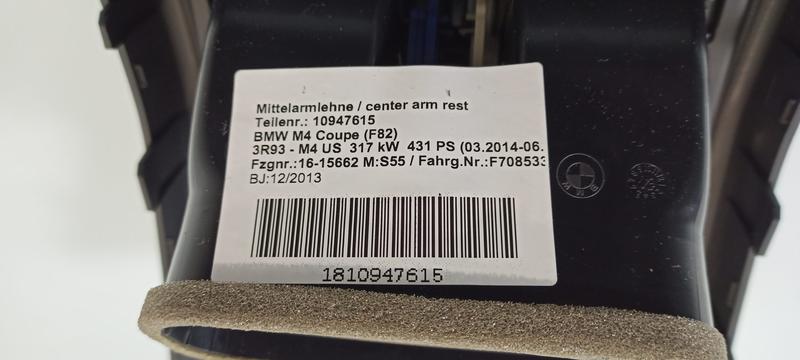 Mittelarmlehne / center arm rest
Teilenr.: 10947615
BMW M4 Coupe (F82)
3R93 - M4 US 317 kW 431 PS (03.2014-06.
Fzgnr.:16-15662 M:S55 / Fahrg.Nr.:F708533
BJ:12/2013
1810947615
BMW